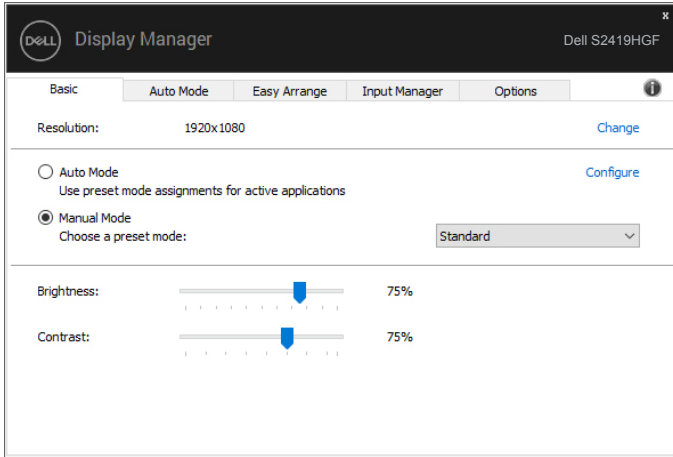 x
DELL Display Manager Dell S2419HGF
Basic Auto Mode Easy Arrange Input Manager Options i
Resolution: 1920x1080 Change
Auto Mode Configure
Use preset mode assignments for active applications
Manual Mode
Choose a preset mode: Standard
Brightness: 75%
Contrast: 75%